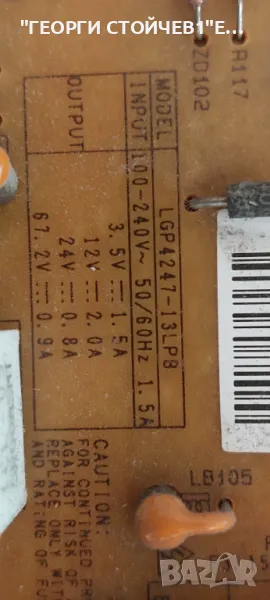 "ГЕОРГИ СТОЙЧЕВ1"
R117
ZD102
MODEL LGP4247-13LPB
INPUT 100-240V~ 50/60Hz 1.5A
OUTPUT 3.5V 1.5A
12V 2.0A
24V 0.8A
67.2V 0.9A
CAUTION:
FOR CONTINUED
AGAINST RISK OF
REPLACE ONLY
AND RATING OF
LB105
bazar